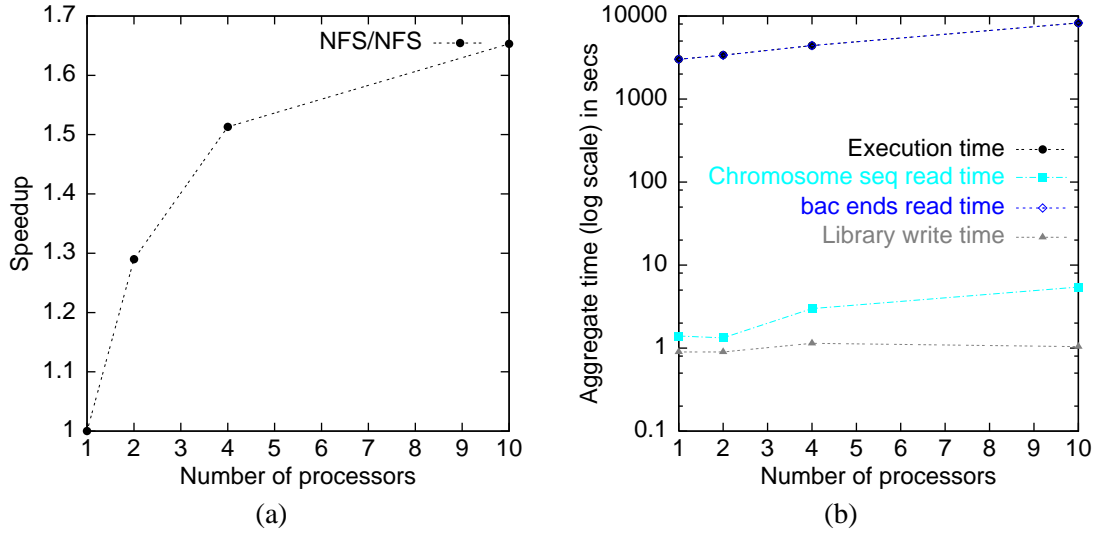 NFS/NFS
1.7
1.6
1.5
1.4
1.3
1.2
1.1
1
Speedup
1 2 3 4 5 6 7 8 9 10
Number of processors
(a)
Execution time
Chromosome seq read time
bac ends read time
Library write time
10000
1000
100
10
1
0.1
Aggregate time (log scale) in secs
1 2 3 4 5 6 7 8 9 10
Number of processors
(b)